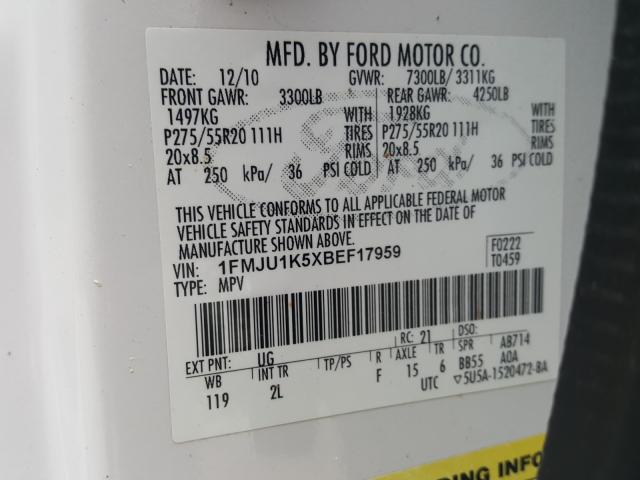 MFD. BY FORD MOTOR CO.
DATE: 12/10 GVWR: 7300LB/ 3311KG
FRONT GAWR: 3300LB REAR GAWR: 4250LB
1497KG WITH 1928KG WITH
P275/55R20 111H TIRES P275/55R20 111H TIRES
20x8.5 RIMS 20x8.5 RIMS
AT 250 kPa/ 36 PSI COLD AT 250 kPa/ 36 PSI COLD
THIS VEHICLE CONFORMS TO ALL APPLICABLE FEDERAL MOTOR
VEHICLE SAFETY STANDARDS IN EFFECT ON THE DATE OF
MANUFACTURE SHOWN ABOVE.
VIN: 1FMJU1K5XBEF17959 F0222
TYPE: MPV T0459
EXT PNT: UG RC: 21 DSO:
WB INT TR TP/PS R AXLE TR SPR AB714
119 2L F 15 6 BB55 AOA
UTC ▽5U5A-1520472-BA
DING INFO